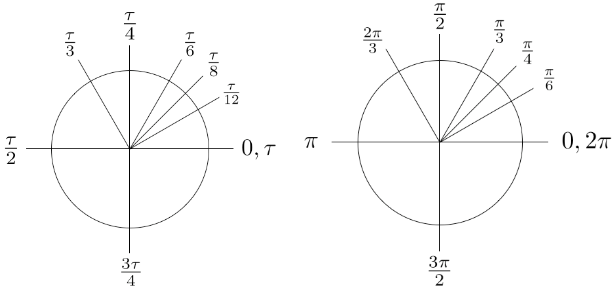 τ/4
τ/3
τ/6
τ/8
τ/12
τ/2
0, τ
3τ/4
π/2
2π/3
π/3
π/4
π/6
π
0, 2π
3π/2